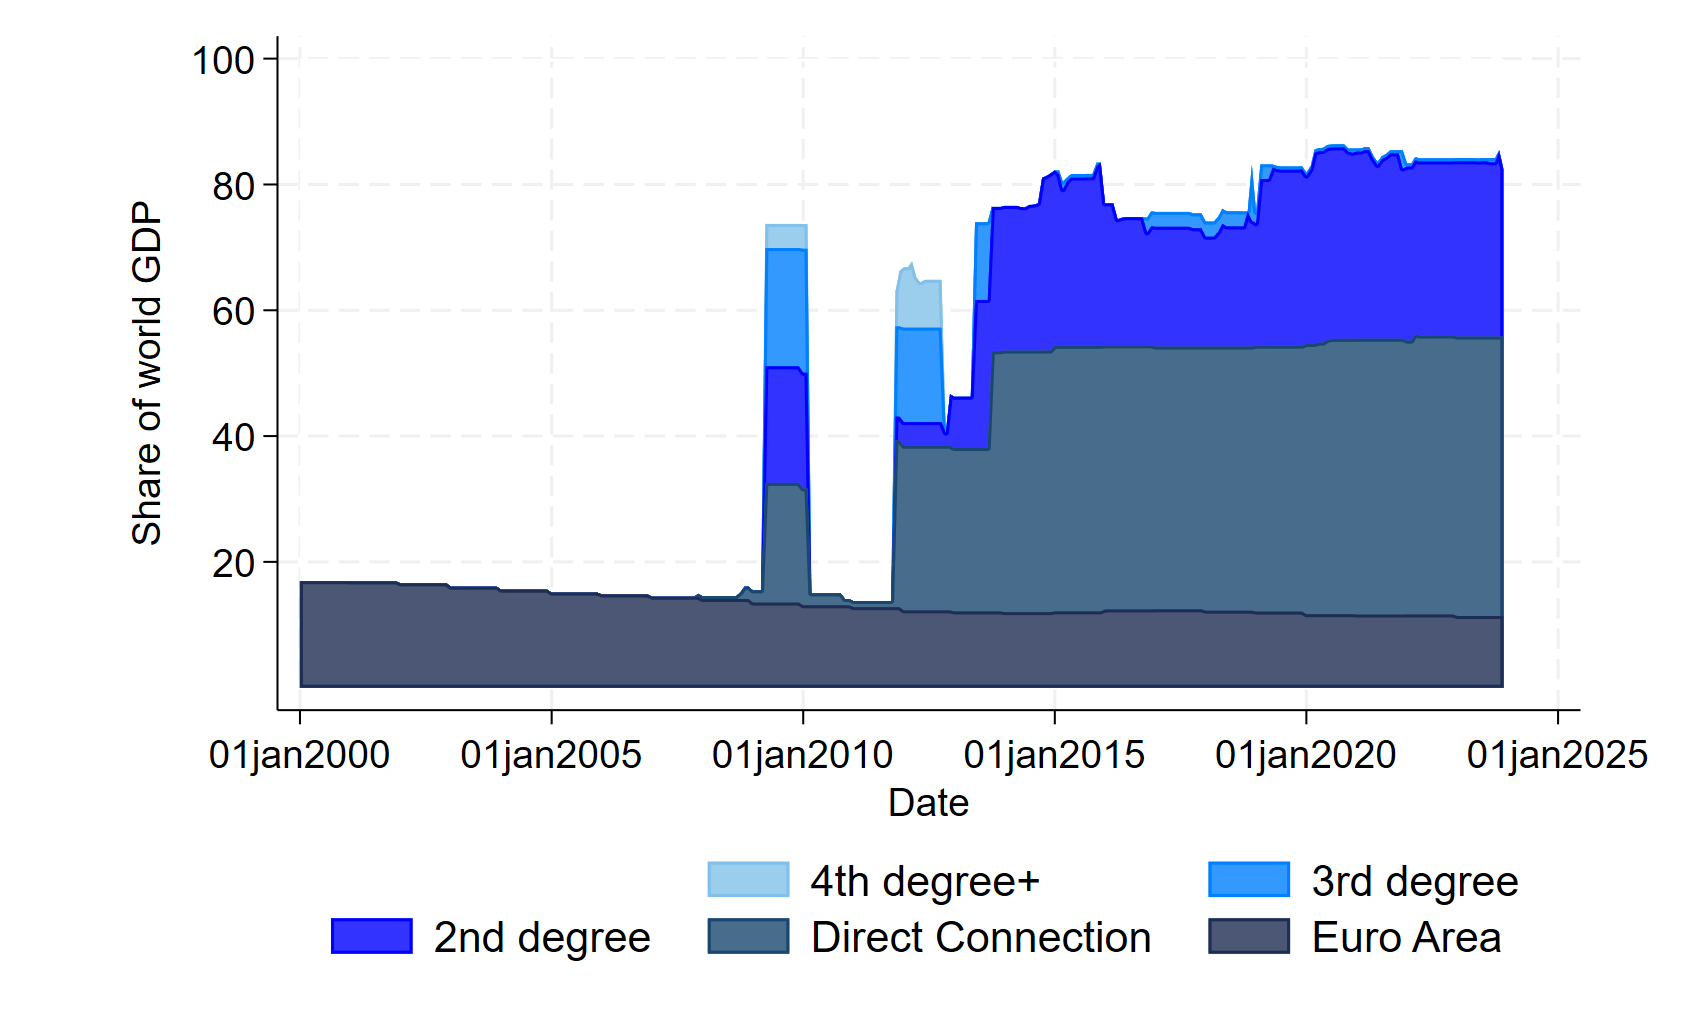 Share of world GDP
100
80
60
40
20
01jan2000 01jan2005 01jan2010 01jan2015 01jan2020 01jan2025
Date
4th degree+ 3rd degree
2nd degree Direct Connection Euro Area